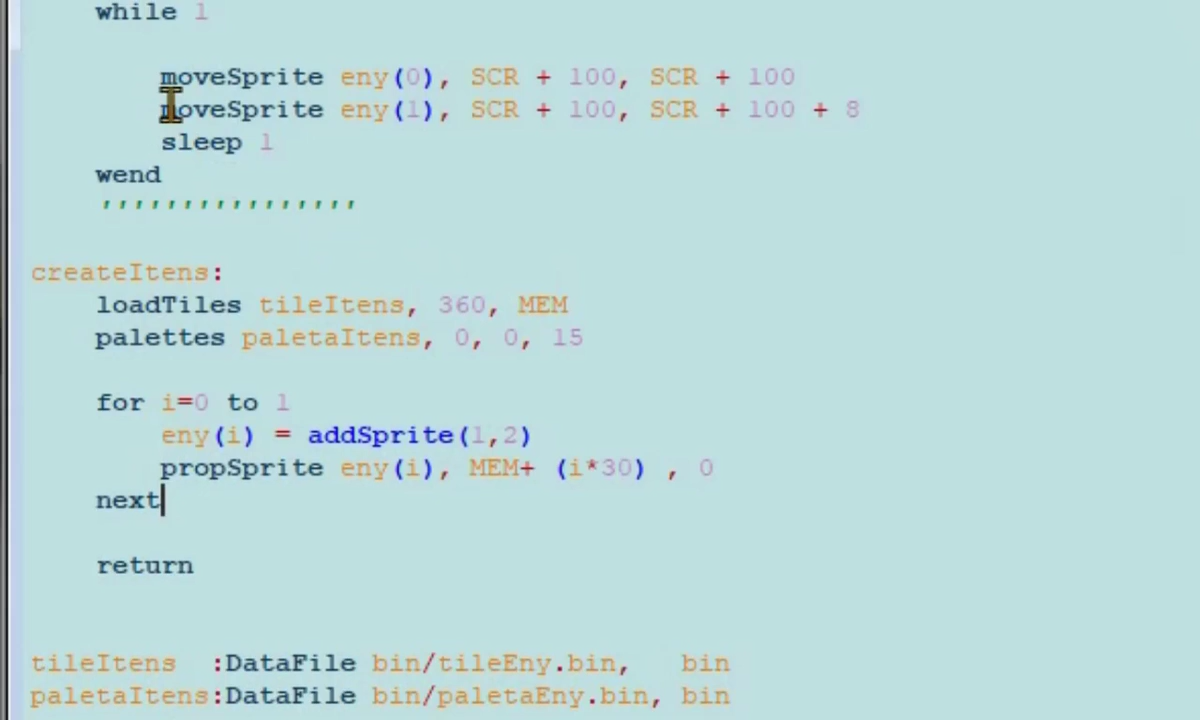 while 1
moveSprite eny(0), SCR + 100, SCR + 100
moveSprite eny(1), SCR + 100, SCR + 100 + 8
sleep 1
wend
''''''''''''''''
createItens:
loadTiles tileItens, 360, MEM
palettes paletaItens, 0, 0, 15
for i=0 to 1
eny(i) = addSprite(1,2)
propSprite eny(i), MEM+ (i*30) , 0
next
return
tileItens :DataFile bin/tileEny.bin, bin
paletaItens:DataFile bin/paletaEny.bin, bin